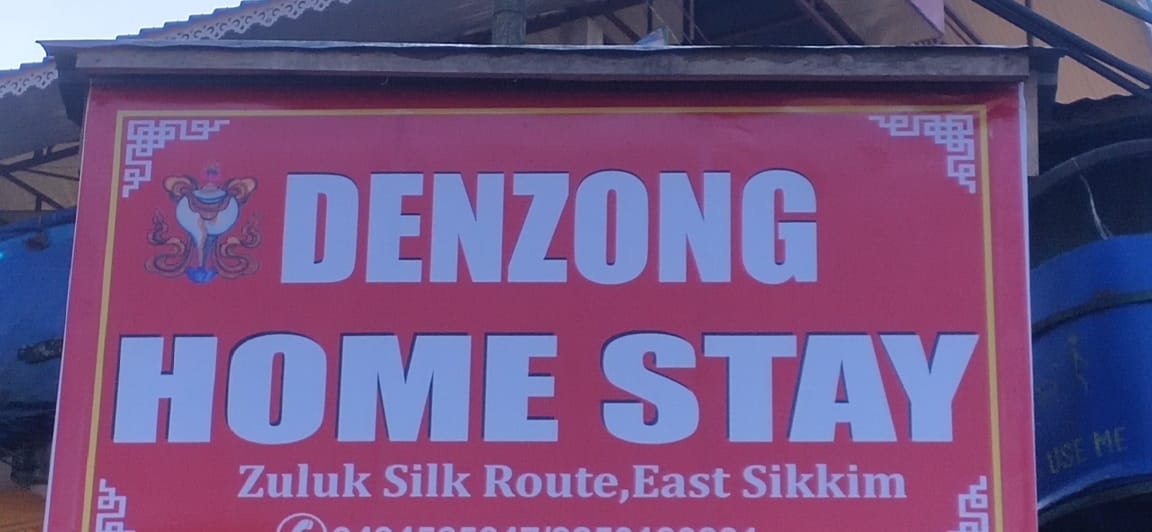 DENZONG
HOME STAY
Zuluk Silk Route,East Sikkim
USE ME